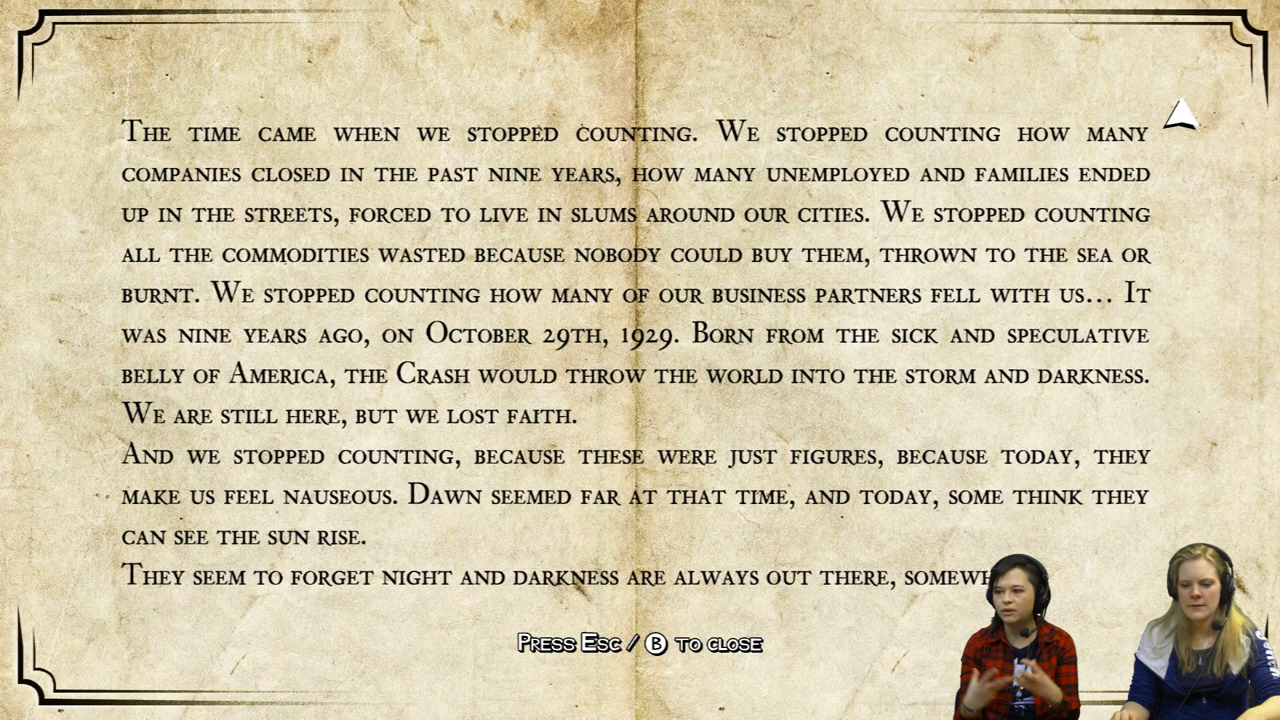 The time came when we stopped counting. We stopped counting how many
companies closed in the past nine years, how many unemployed and families ended
up in the streets, forced to live in slums around our cities. We stopped counting
all the commodities wasted because nobody could buy them, thrown to the sea or
burnt. We stopped counting how many of our business partners fell with us... It
was nine years ago, on October 29th, 1929. Born from the sick and speculative
belly of America, the Crash would throw the world into the storm and darkness.
We are still here, but we lost faith.
And we stopped counting, because these were just figures, because today, they
make us feel nauseous. Dawn seemed far at that time, and today, some think they
can see the sun rise.
They seem to forget night and darkness are always out there,
Press Esc / B to close